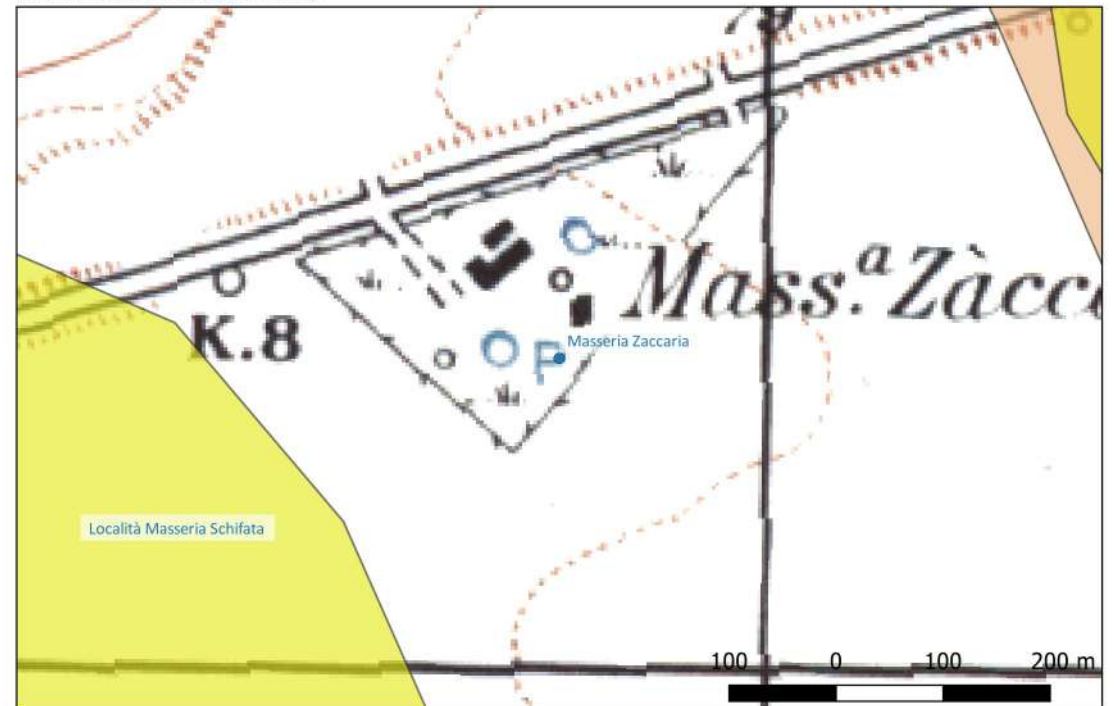 Mass.ª Zàcc
K.8
P
Masseria Zaccaria
Località Masseria Schifata
100 0 100 200 m